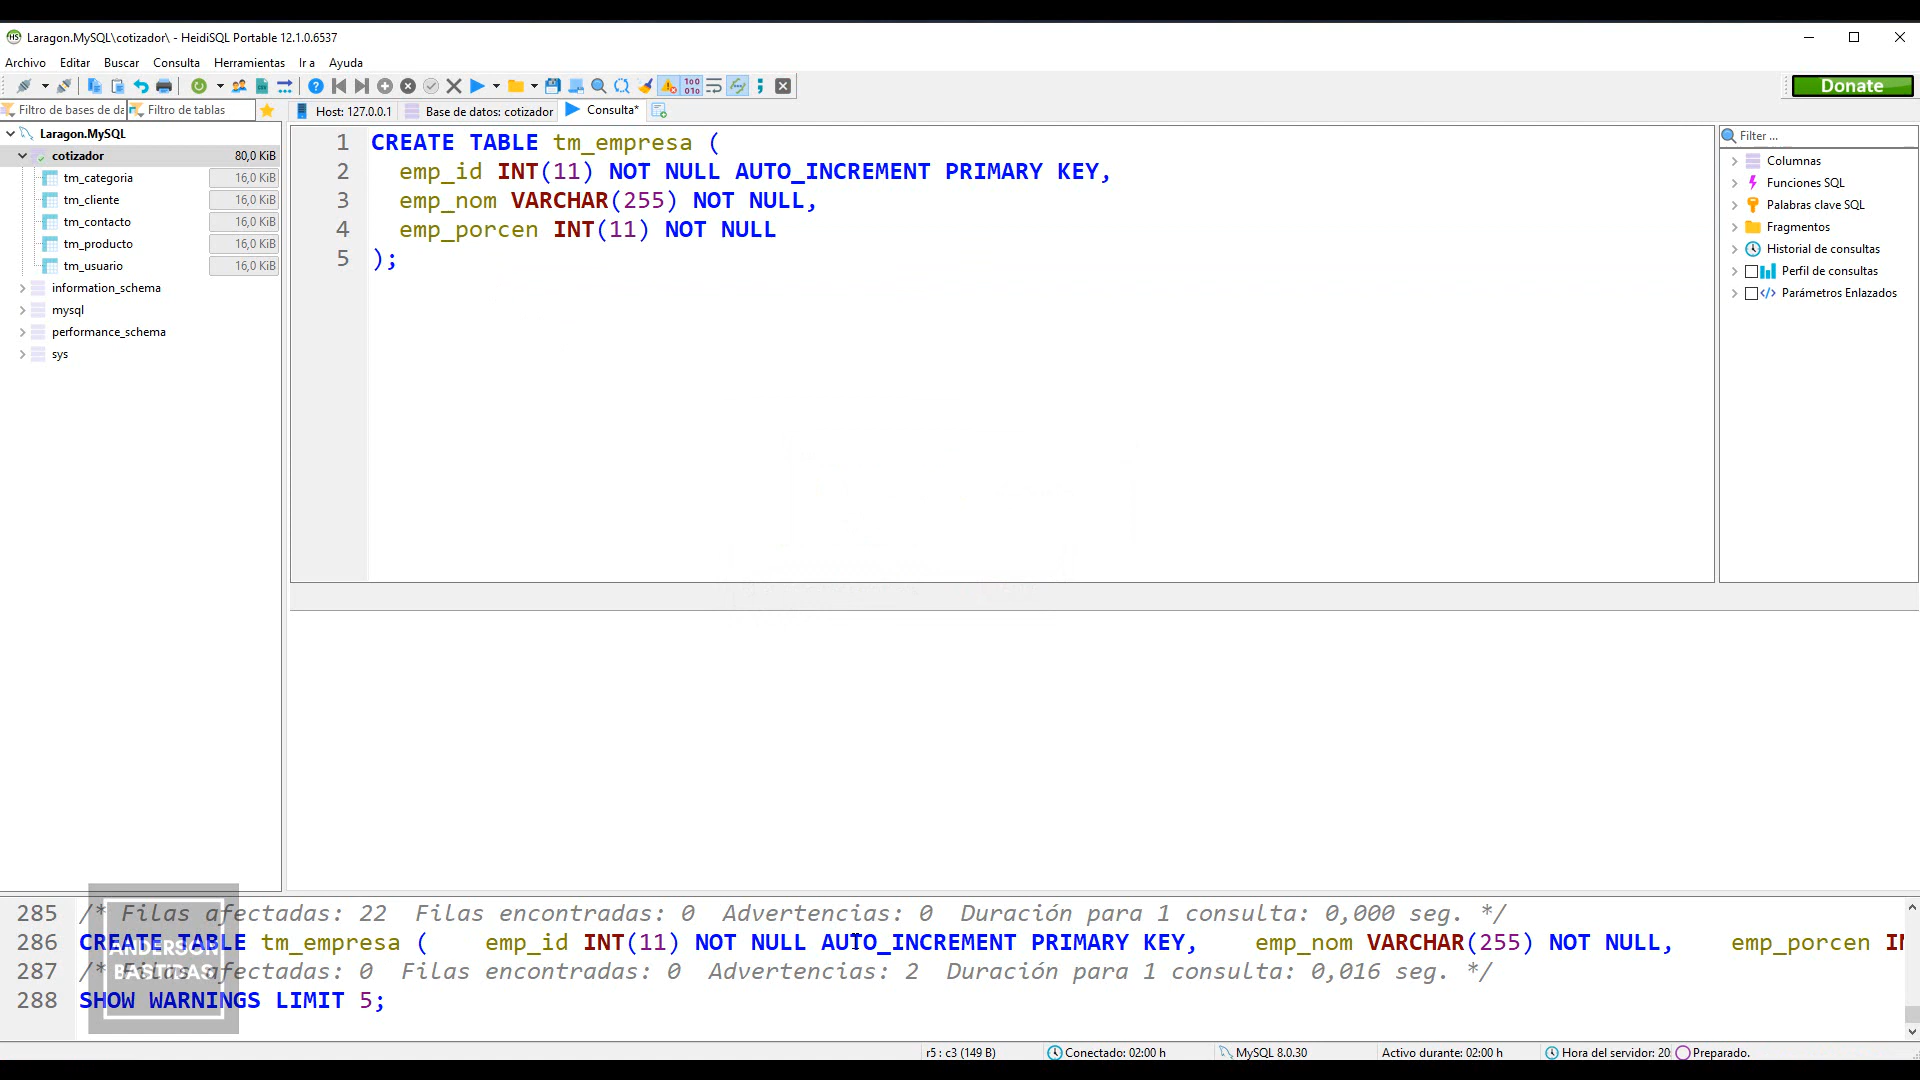 Laragon.MySQL\cotizador\ - HeidiSQL Portable 12.1.0.6537
Archivo Editar Buscar Consulta Herramientas Ir a Ayuda
Donate
Filtro de bases de da Filtro de tablas Host: 127.0.0.1 Base de datos: cotizador Consulta*
Laragon.MySQL
cotizador 80,0 KiB
tm_categoria 16,0 KiB
tm_cliente 16,0 KiB
tm_contacto 16,0 KiB
tm_producto 16,0 KiB
tm_usuario 16,0 KiB
information_schema
mysql
performance_schema
sys
1 CREATE TABLE tm_empresa (
2 emp_id INT(11) NOT NULL AUTO_INCREMENT PRIMARY KEY,
3 emp_nom VARCHAR(255) NOT NULL,
4 emp_porcen INT(11) NOT NULL
5 );
Filter ...
Columnas
Funciones SQL
Palabras clave SQL
Fragmentos
Historial de consultas
Perfil de consultas
Parámetros Enlazados
285 /* Filas afectadas: 22 Filas encontradas: 0 Advertencias: 0 Duración para 1 consulta: 0,000 seg. */
286 CREATE TABLE tm_empresa ( emp_id INT(11) NOT NULL AUTO_INCREMENT PRIMARY KEY, emp_nom VARCHAR(255) NOT NULL, emp_porcen IN
287 /* Filas afectadas: 0 Filas encontradas: 0 Advertencias: 2 Duración para 1 consulta: 0,016 seg. */
288 SHOW WARNINGS LIMIT 5;
ANDERSON
BASTIDAS
r5 : c3 (149 B) Conectado: 02:00 h MySQL 8.0.30 Activo durante: 02:00 h Hora del servidor: 20 Preparado.